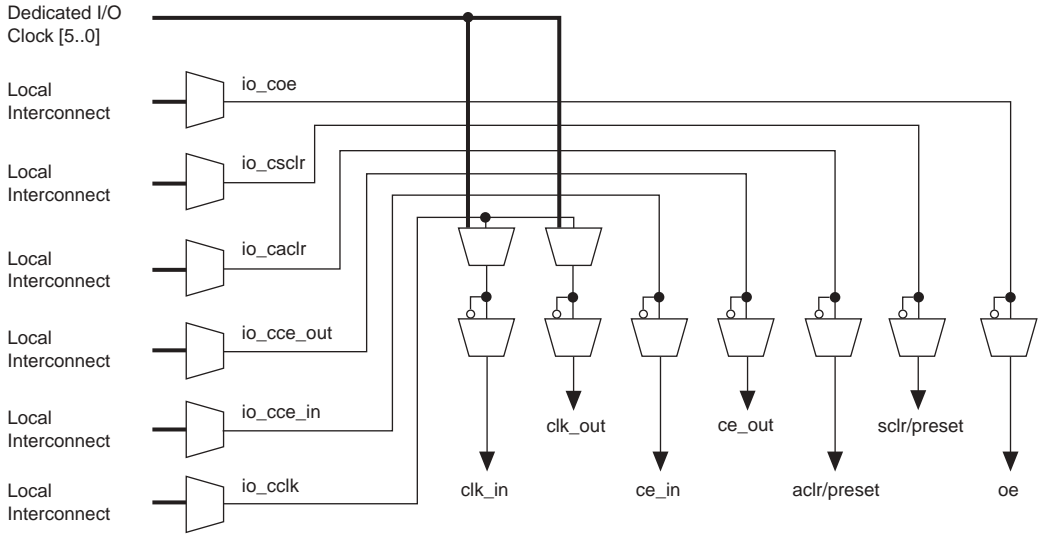 Dedicated I/O
Clock [5..0]
Local
Interconnect
io_coe
Local
Interconnect
io_csclr
Local
Interconnect
io_caclr
Local
Interconnect
io_cce_out
Local
Interconnect
io_cce_in
Local
Interconnect
io_cclk
clk_out
ce_out
sclr/preset
clk_in
ce_in
aclr/preset
oe